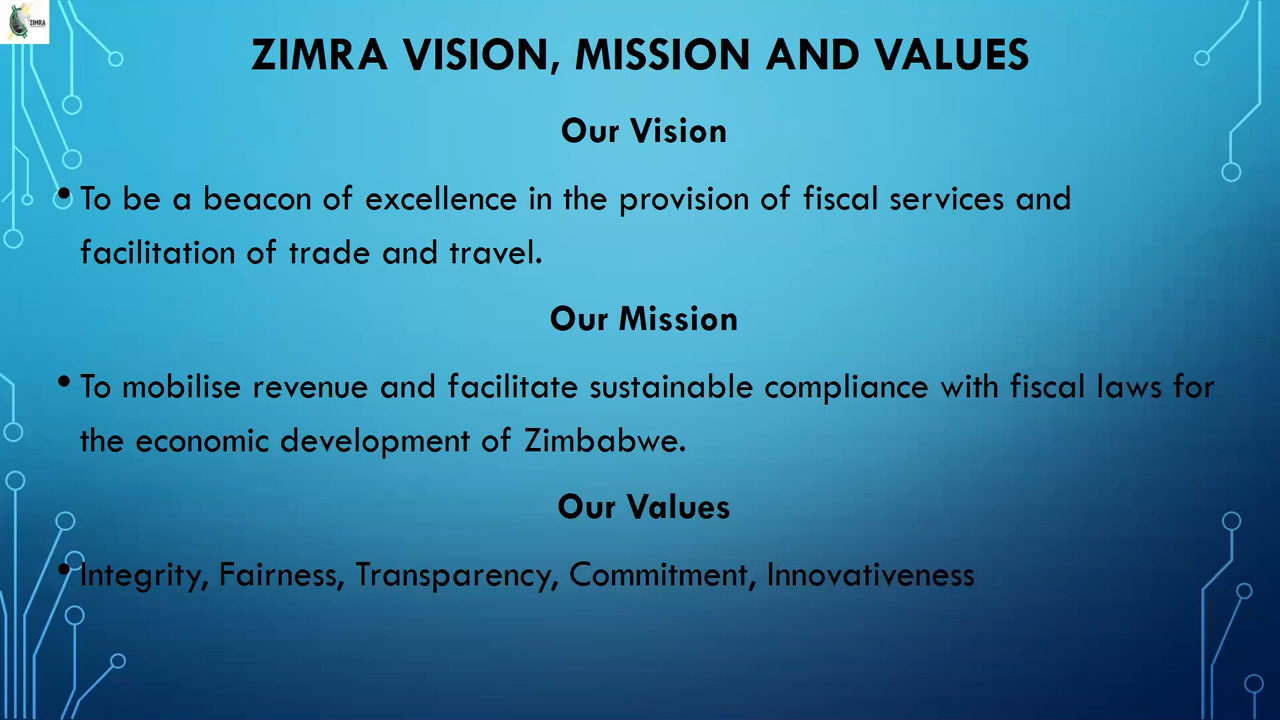 ZIMRA
ZIMRA VISION, MISSION AND VALUES
Our Vision
• To be a beacon of excellence in the provision of fiscal services and
facilitation of trade and travel.
Our Mission
• To mobilise revenue and facilitate sustainable compliance with fiscal laws for
the economic development of Zimbabwe.
Our Values
• Integrity, Fairness, Transparency, Commitment, Innovativeness